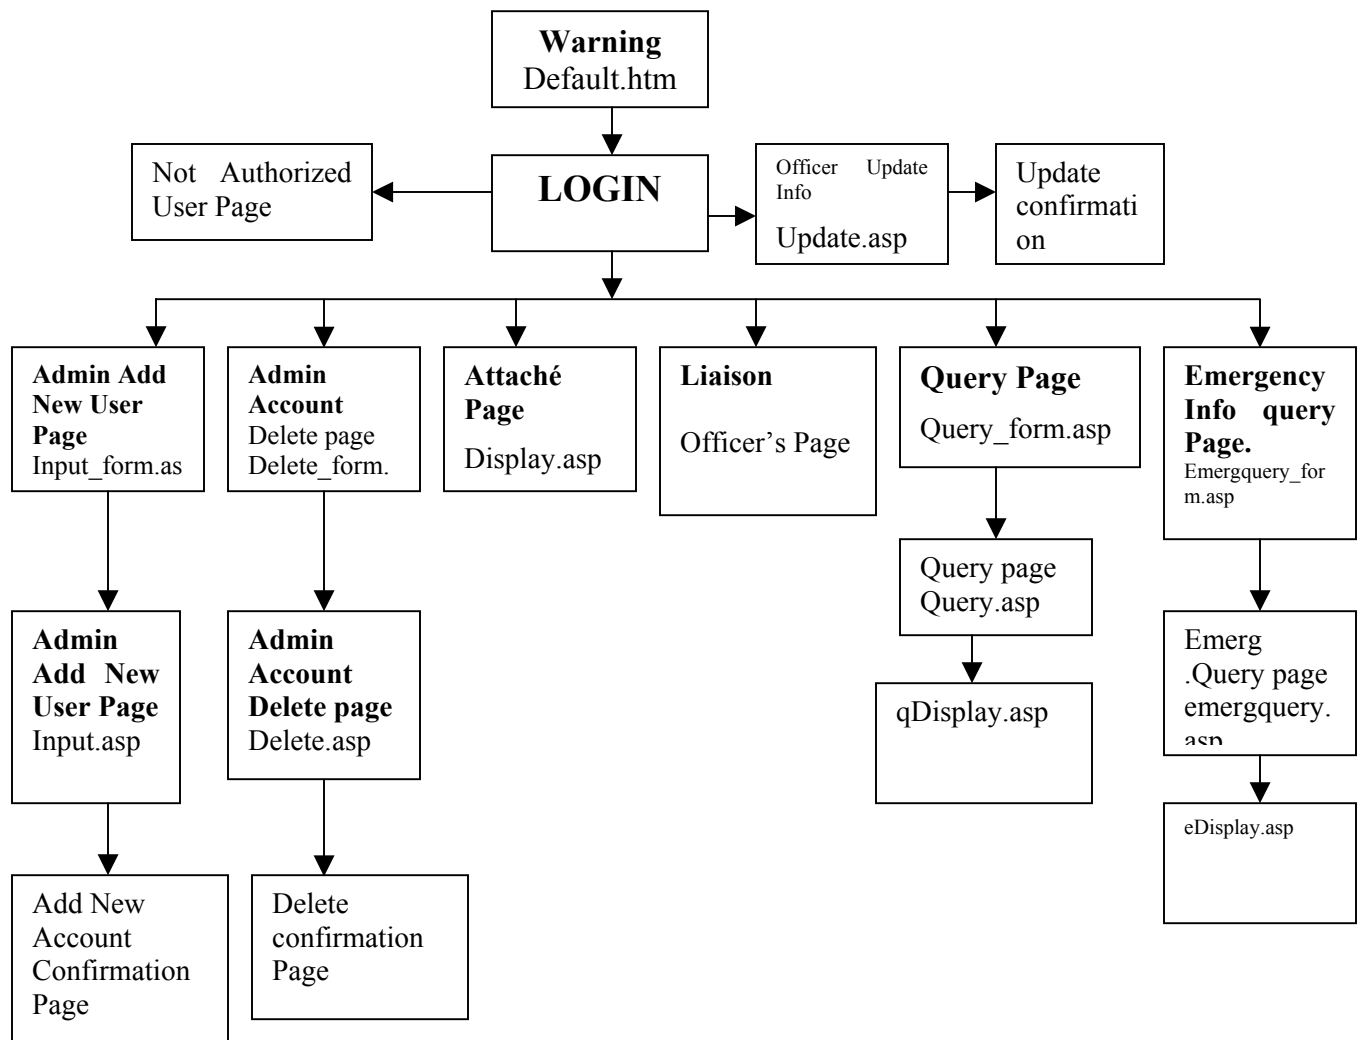 Warning
Default.htm
Not Authorized
User Page
LOGIN
Officer Update
Info
Update.asp
Update
confirmati
on
Admin Add
New User
Page
Input_form.as
Admin
Account
Delete page
Delete_form.
Attaché
Page
Display.asp
Liaison
Officer’s Page
Query Page
Query_form.asp
Emergency
Info query
Page.
Emergquery_for
m.asp
Admin
Add New
User Page
Input.asp
Admin
Account
Delete page
Delete.asp
Query page
Query.asp
qDisplay.asp
Emerg
.Query page
emergquery.
asp
eDisplay.asp
Add New
Account
Confirmation
Page
Delete
confirmation
Page